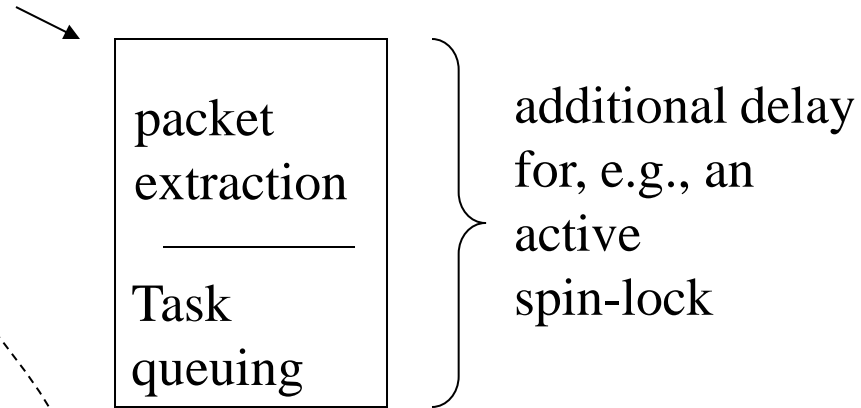 packet
extraction
Task
queuing
additional delay
for, e.g., an
active
spin-lock